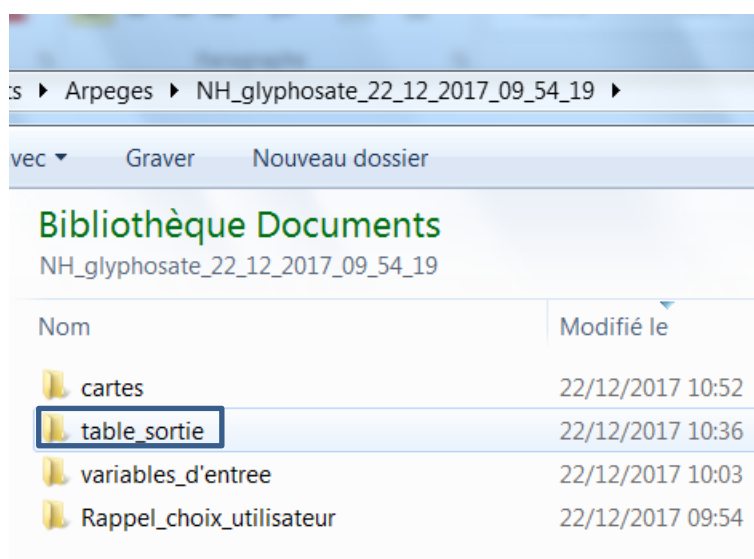 ts ▸ Arpeges ▸ NH_glyphosate_22_12_2017_09_54_19 ▸
vec ▾ Graver Nouveau dossier
Bibliothèque Documents
NH_glyphosate_22_12_2017_09_54_19
Nom Modifié le
cartes 22/12/2017 10:52
table_sortie 22/12/2017 10:36
variables_d'entree 22/12/2017 10:03
Rappel_choix_utilisateur 22/12/2017 09:54